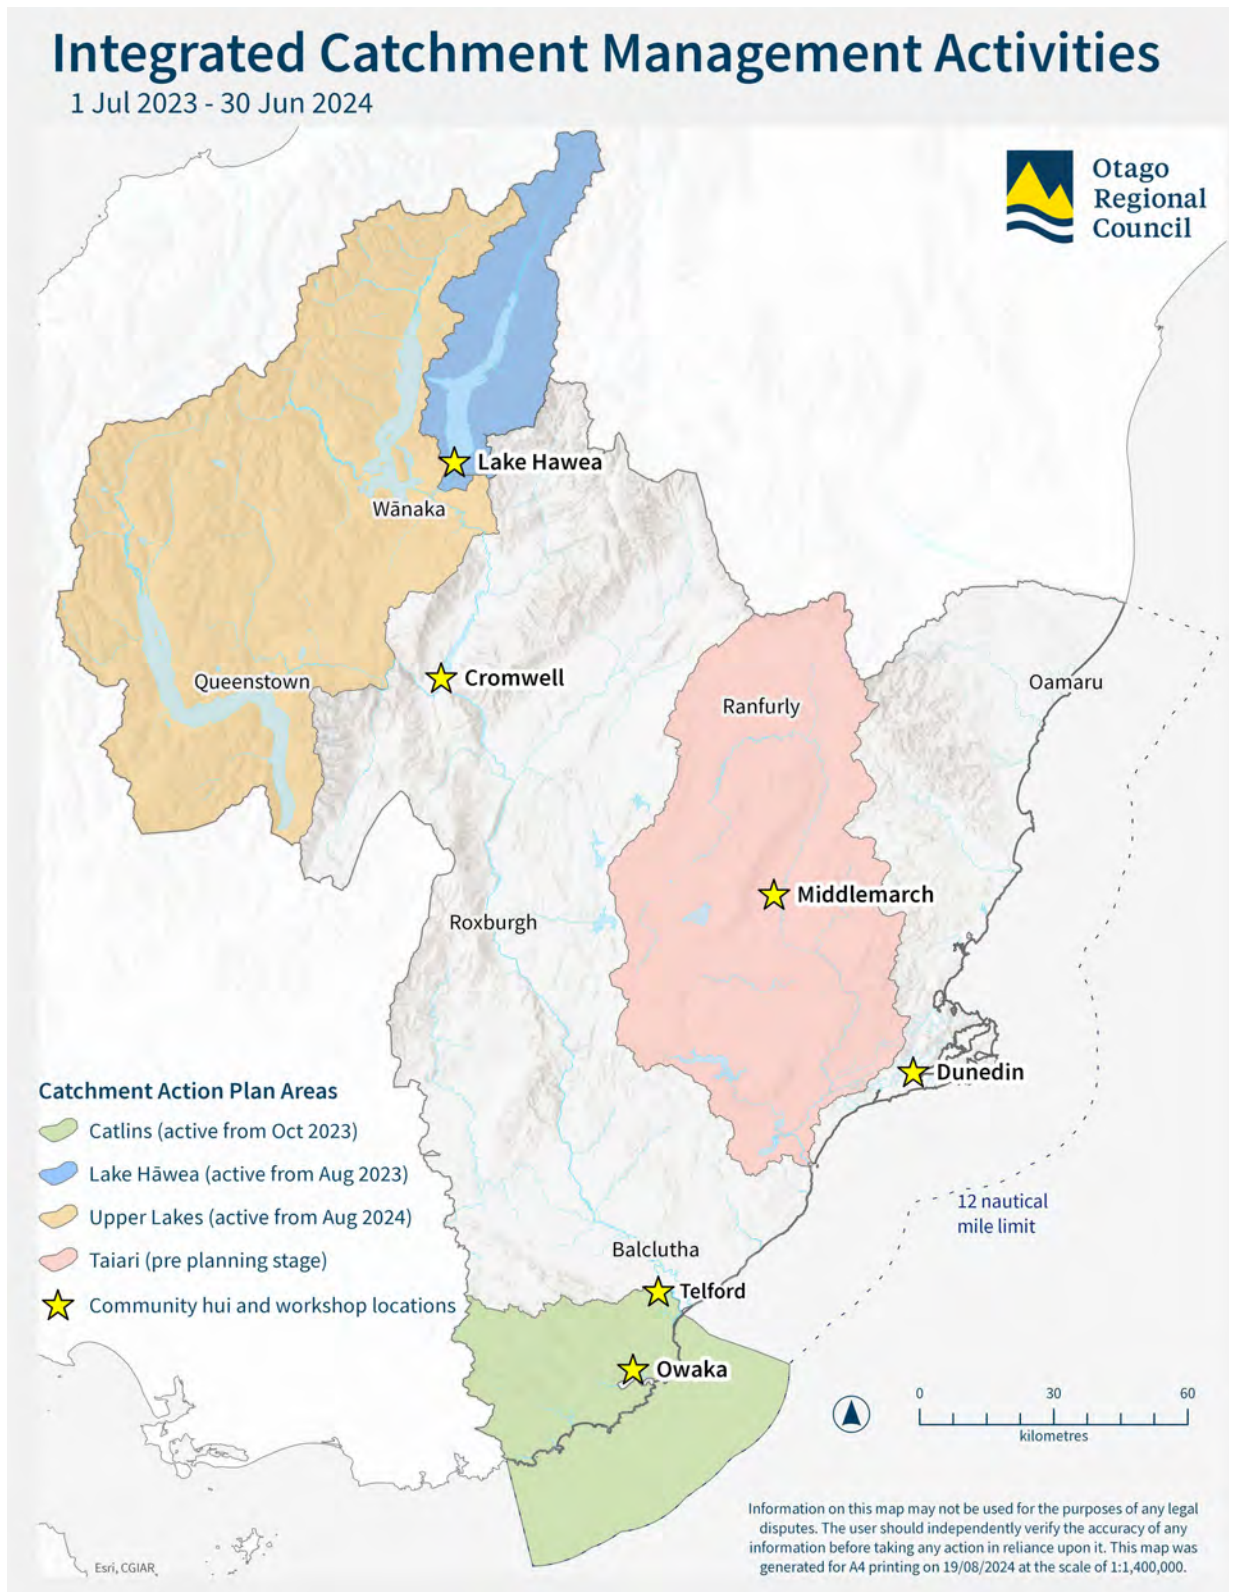 Integrated Catchment Management Activities
1 Jul 2023 - 30 Jun 2024
Otago
Regional
Council
Lake Hawea
Wānaka
Cromwell
Queenstown
Oamaru
Ranfurly
Middlemarch
Roxburgh
Dunedin
Catchment Action Plan Areas
Catlins (active from Oct 2023)
Lake Hāwea (active from Aug 2023)
Upper Lakes (active from Aug 2024)
Taiari (pre planning stage)
Community hui and workshop locations
12 nautical
mile limit
Balclutha
Telford
Owaka
0 30 60
kilometres
Information on this map may not be used for the purposes of any legal
disputes. The user should independently verify the accuracy of any
information before taking any action in reliance upon it. This map was
generated for A4 printing on 19/08/2024 at the scale of 1:1,400,000.
Esri, CGIAR